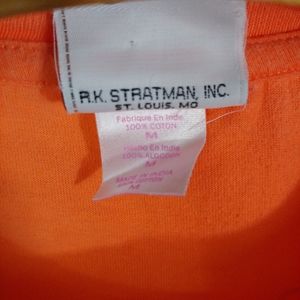 R.K. STRATMAN, INC.
ST. LOUIS, MO
Fabrique En Inde
100% COTON
M
Hecho En India
100% ALGODON
M
MADE IN INDIA
100% COTTON
M